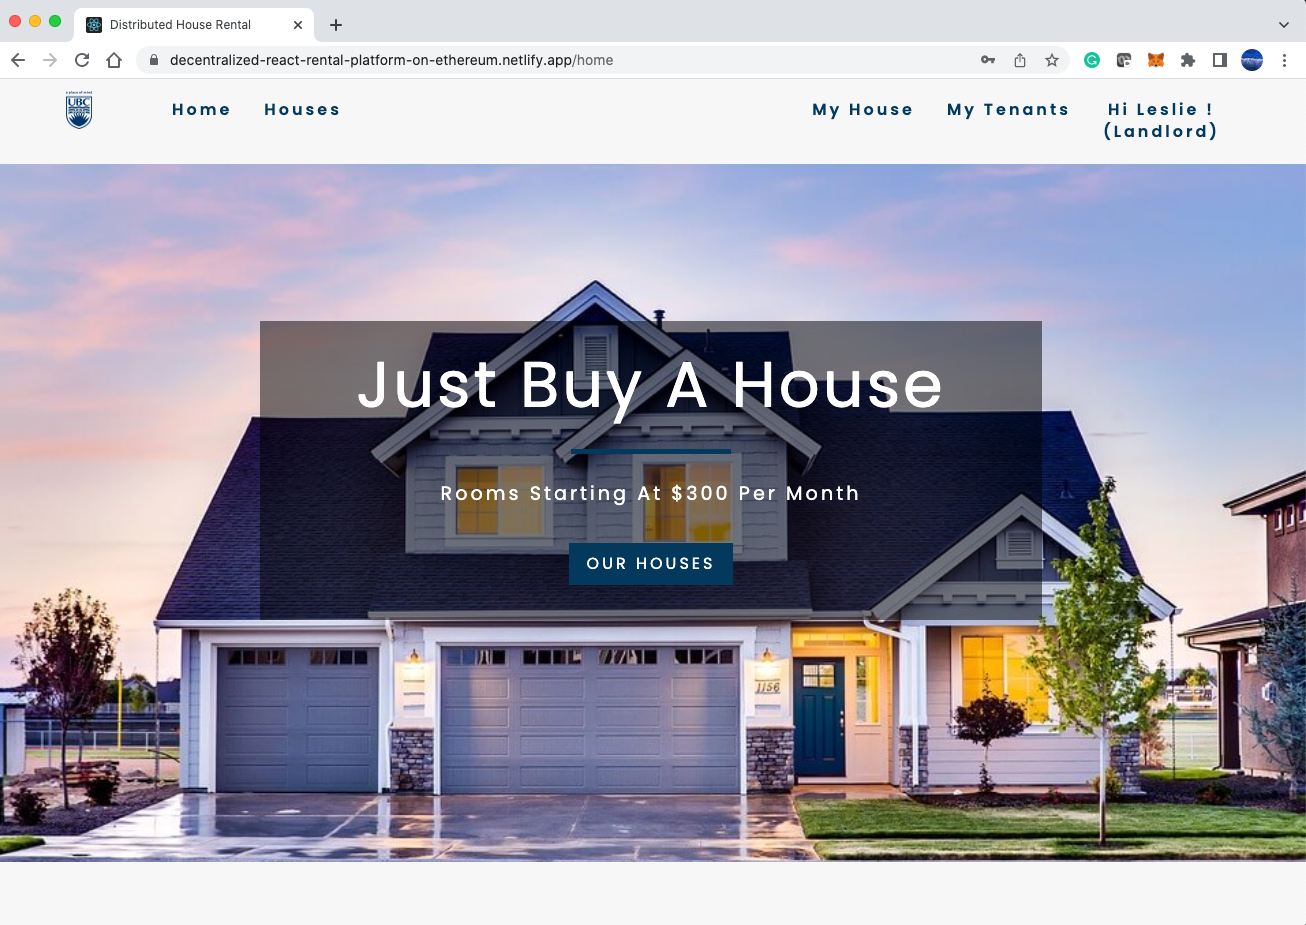 Distributed House Rental
decentralized-react-rental-platform-on-ethereum.netlify.app/home
a place of mind
UBC
Home
Houses
My House
My Tenants
Hi Leslie !
(Landlord)
Just Buy A House
Rooms Starting At $300 Per Month
OUR HOUSES
1156